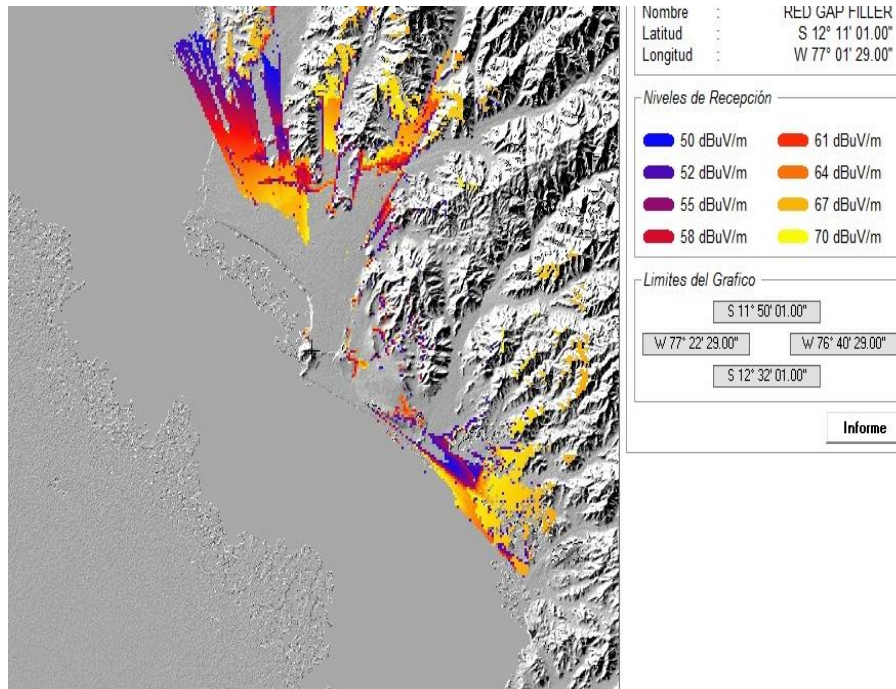 Nombre : RED GAP FILLER
Latitud : S 12° 11' 01.00"
Longitud : W 77° 01' 29.00"
Niveles de Recepción
50 dBuV/m 61 dBuV/m
52 dBuV/m 64 dBuV/m
55 dBuV/m 67 dBuV/m
58 dBuV/m 70 dBuV/m
Limites del Grafico
S 11° 50' 01.00"
W 77° 22' 29.00" W 76° 40' 29.00"
S 12° 32' 01.00"
Informe